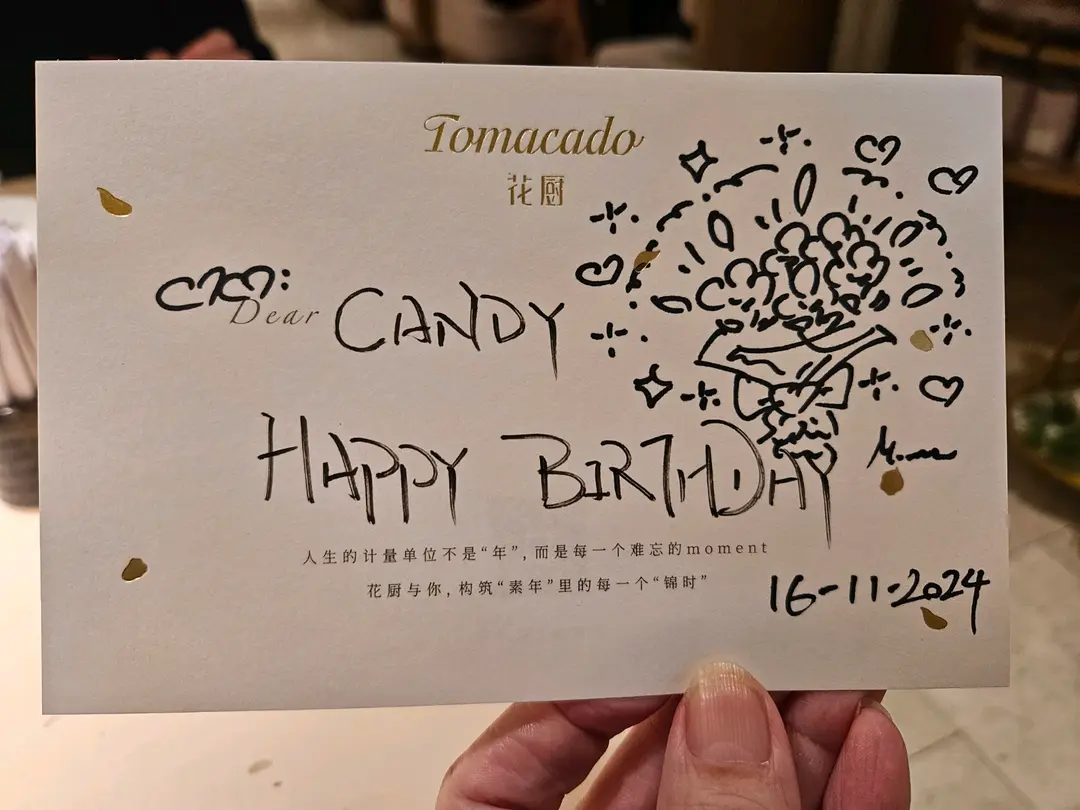 Tomacado
花厨
Dear CANDY
HAPPY BIRTHDAY
人生的计量单位不是“年”，而是每一个难忘的moment
花厨与你，构筑“素年”里的每一个“锦时”
16-11-2024